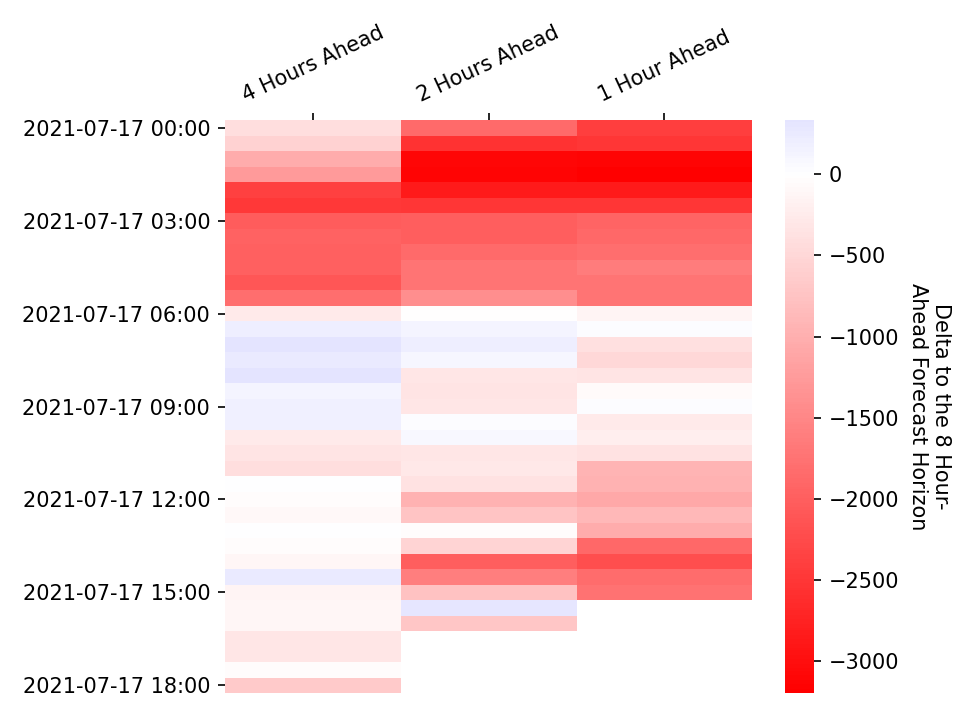 4 Hours Ahead
2 Hours Ahead
1 Hour Ahead
2021-07-17 00:00
2021-07-17 03:00
2021-07-17 06:00
2021-07-17 09:00
2021-07-17 12:00
2021-07-17 15:00
2021-07-17 18:00
0
−500
−1000
−1500
−2000
−2500
−3000
Delta to the 8 Hour-
Ahead Forecast Horizon